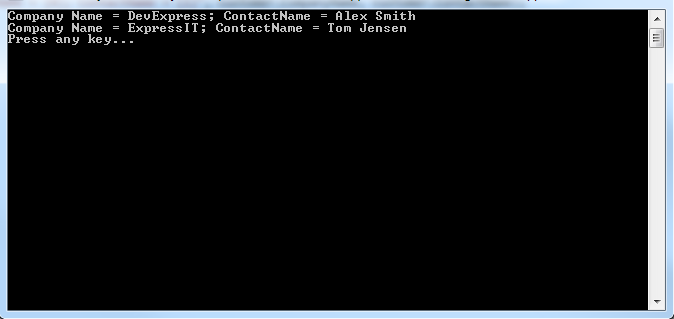 Company Name = DevExpress; ContactName = Alex Smith
Company Name = ExpressIT; ContactName = Tom Jensen
Press any key...